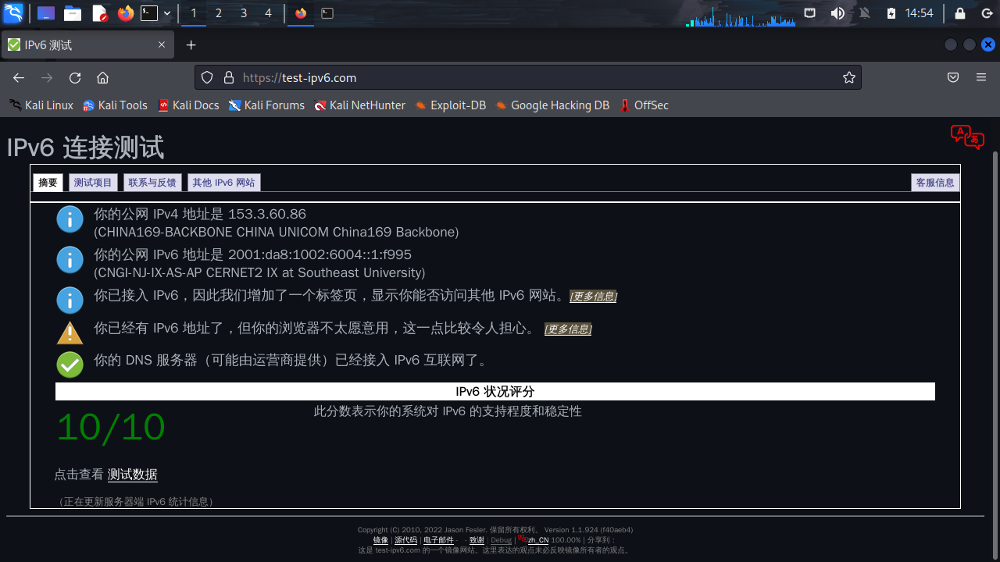 1 2 3 4
14:54
IPv6 测试
https://test-ipv6.com
Kali Linux Kali Tools Kali Docs Kali Forums Kali NetHunter Exploit-DB Google Hacking DB OffSec
IPv6 连接测试
摘要 测试项目 联系与反馈 其他 IPv6 网站 客服信息
你的公网 IPv4 地址是 153.3.60.86
(CHINA169-BACKBONE CHINA UNICOM China169 Backbone)
你的公网 IPv6 地址是 2001:da8:1002:6004::1:f995
(CNGI-NJ-IX-AS-AP CERNET2 IX at Southeast University)
你已接入 IPv6，因此我们增加了一个标签页，显示你能否访问其他 IPv6 网站。[更多信息]
你已经有 IPv6 地址了，但你的浏览器不太愿意用，这一点比较令人担心。 [更多信息]
你的 DNS 服务器（可能由运营商提供）已经接入 IPv6 互联网了。
IPv6 状况评分
10/10 此分数表示你的系统对 IPv6 的支持程度和稳定性
点击查看 测试数据
（正在更新服务器端 IPv6 统计信息）
Copyright (C) 2010, 2022 Jason Fesler. 保留所有权利。 Version 1.1.924 (f40aeb4)
镜像 | 源代码 | 电子邮件 - - 致谢 | Debug | zh_CN 100.00% | 分享到：
这是 test-ipv6.com 的一个镜像网站。这里表达的观点未必反映镜像所有者的观点。